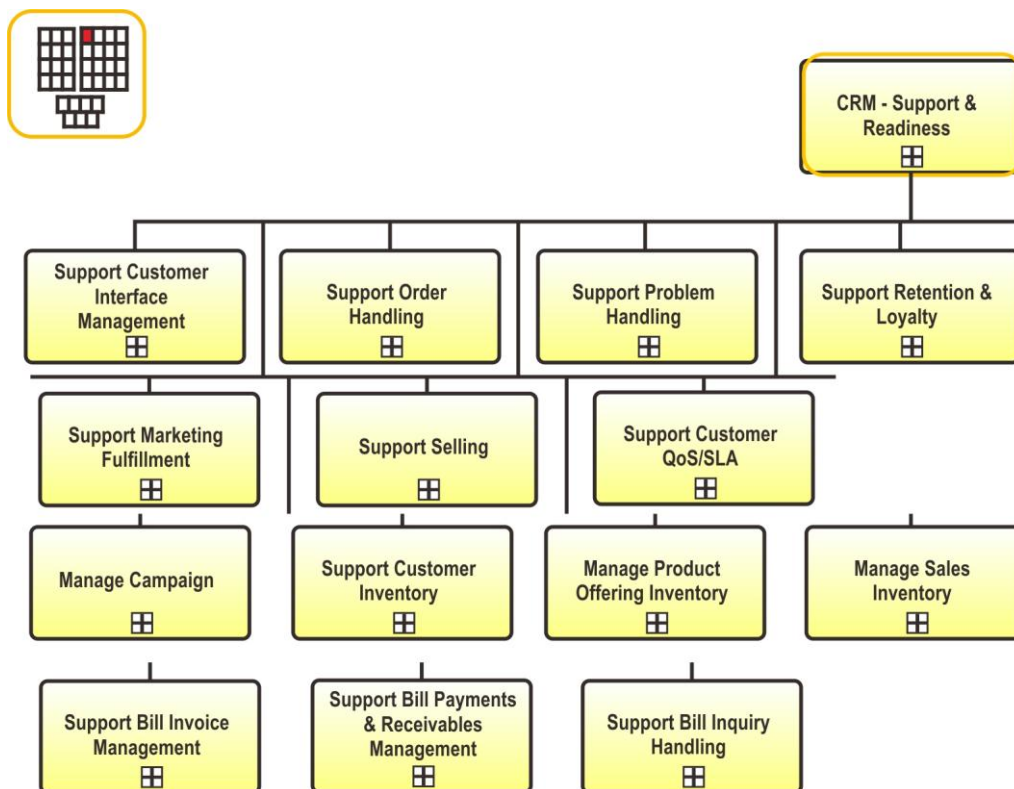 CRM - Support &
Readiness
Support Customer
Interface
Management
Support Order
Handling
Support Problem
Handling
Support Retention &
Loyalty
Support Marketing
Fulfillment
Support Selling
Support Customer
QoS/SLA
Manage Campaign
Support Customer
Inventory
Manage Product
Offering Inventory
Manage Sales
Inventory
Support Bill Invoice
Management
Support Bill Payments
& Receivables
Management
Support Bill Inquiry
Handling